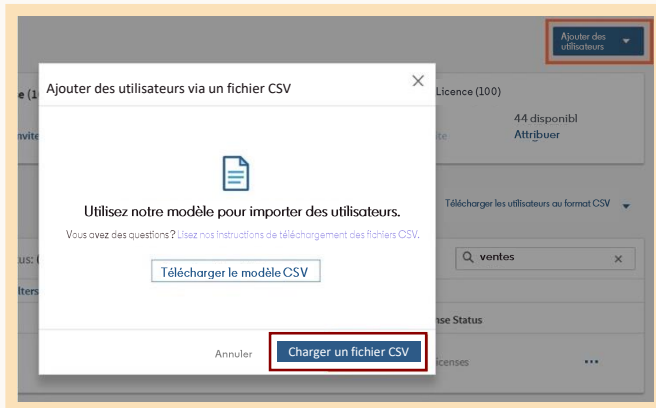 Ajouter des
utilisateurs
Ajouter des utilisateurs via un fichier CSV
Licence (100)
44 disponibl
Attribuer
Utilisez notre modèle pour importer des utilisateurs.
Vous avez des questions? Lisez nos instructions de téléchargement des fichiers CSV.
Télécharger le modèle CSV
Télécharger les utilisateurs au format CSV
ventes
Annuler
Charger un fichier CSV
Status
icenses